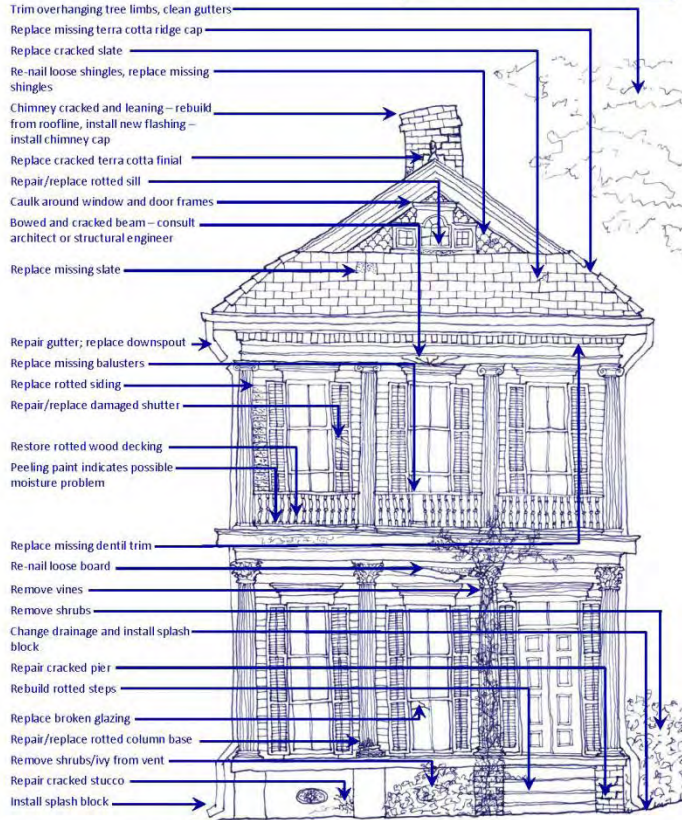 Trim overhanging tree limbs, clean gutters
Replace missing terra cotta ridge cap
Replace cracked slate
Re-nail loose shingles, replace missing
shingles
Chimney cracked and leaning – rebuild
from roofline, install new flashing –
install chimney cap
Replace cracked terra cotta finial
Repair/replace rotted sill
Caulk around window and door frames
Bowed and cracked beam – consult
architect or structural engineer
Replace missing slate
Repair gutter; replace downspout
Replace missing balusters
Replace rotted siding
Repair/replace damaged shutter
Restore rotted wood decking
Peeling paint indicates possible
moisture problem
Replace missing dentil trim
Re-nail loose board
Remove vines
Remove shrubs
Change drainage and install splash
block
Repair cracked pier
Rebuild rotted steps
Replace broken glazing
Repair/replace rotted column base
Remove shrubs/ivy from vent
Repair cracked stucco
Install splash block